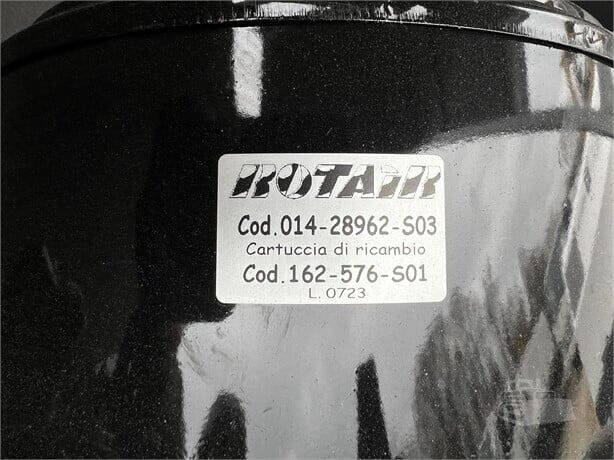 ROTAIR
Cod.014-28962-S03
Cartuccia di ricambio
Cod.162-576-S01
L. 0723